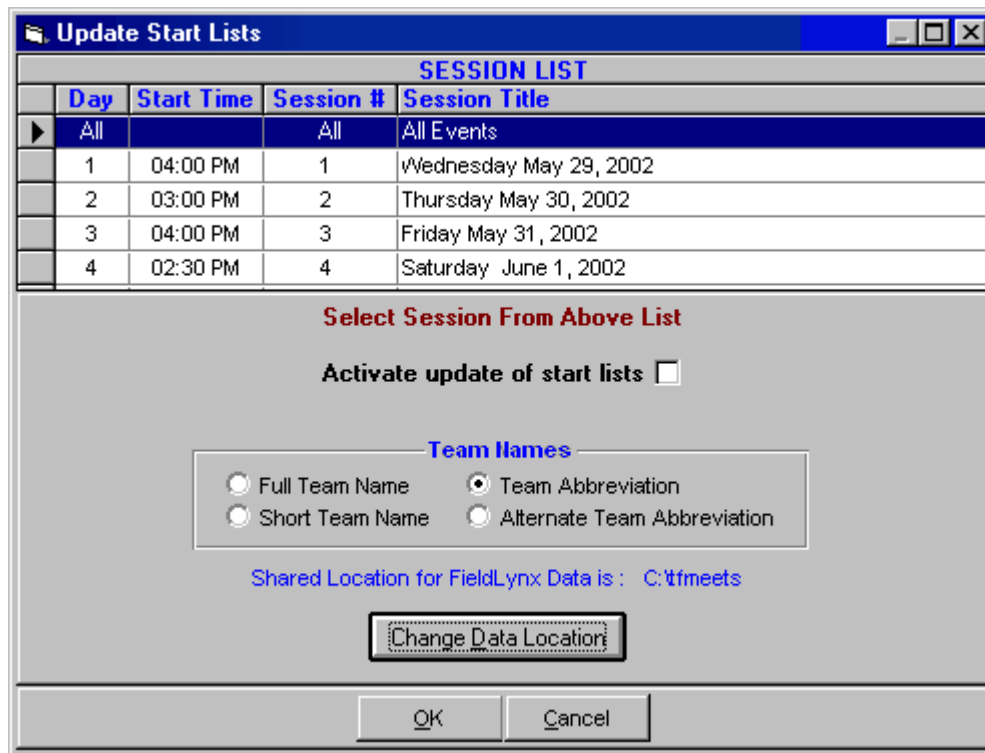 Update Start Lists
SESSION LIST
Day Start Time Session # Session Title
All All All Events
1 04:00 PM 1 Wednesday May 29, 2002
2 03:00 PM 2 Thursday May 30, 2002
3 04:00 PM 3 Friday May 31, 2002
4 02:30 PM 4 Saturday June 1, 2002
Select Session From Above List
Activate update of start lists
Team Names
Full Team Name Team Abbreviation
Short Team Name Alternate Team Abbreviation
Shared Location for FieldLynx Data is : C:\tfmeets
Change Data Location
OK Cancel